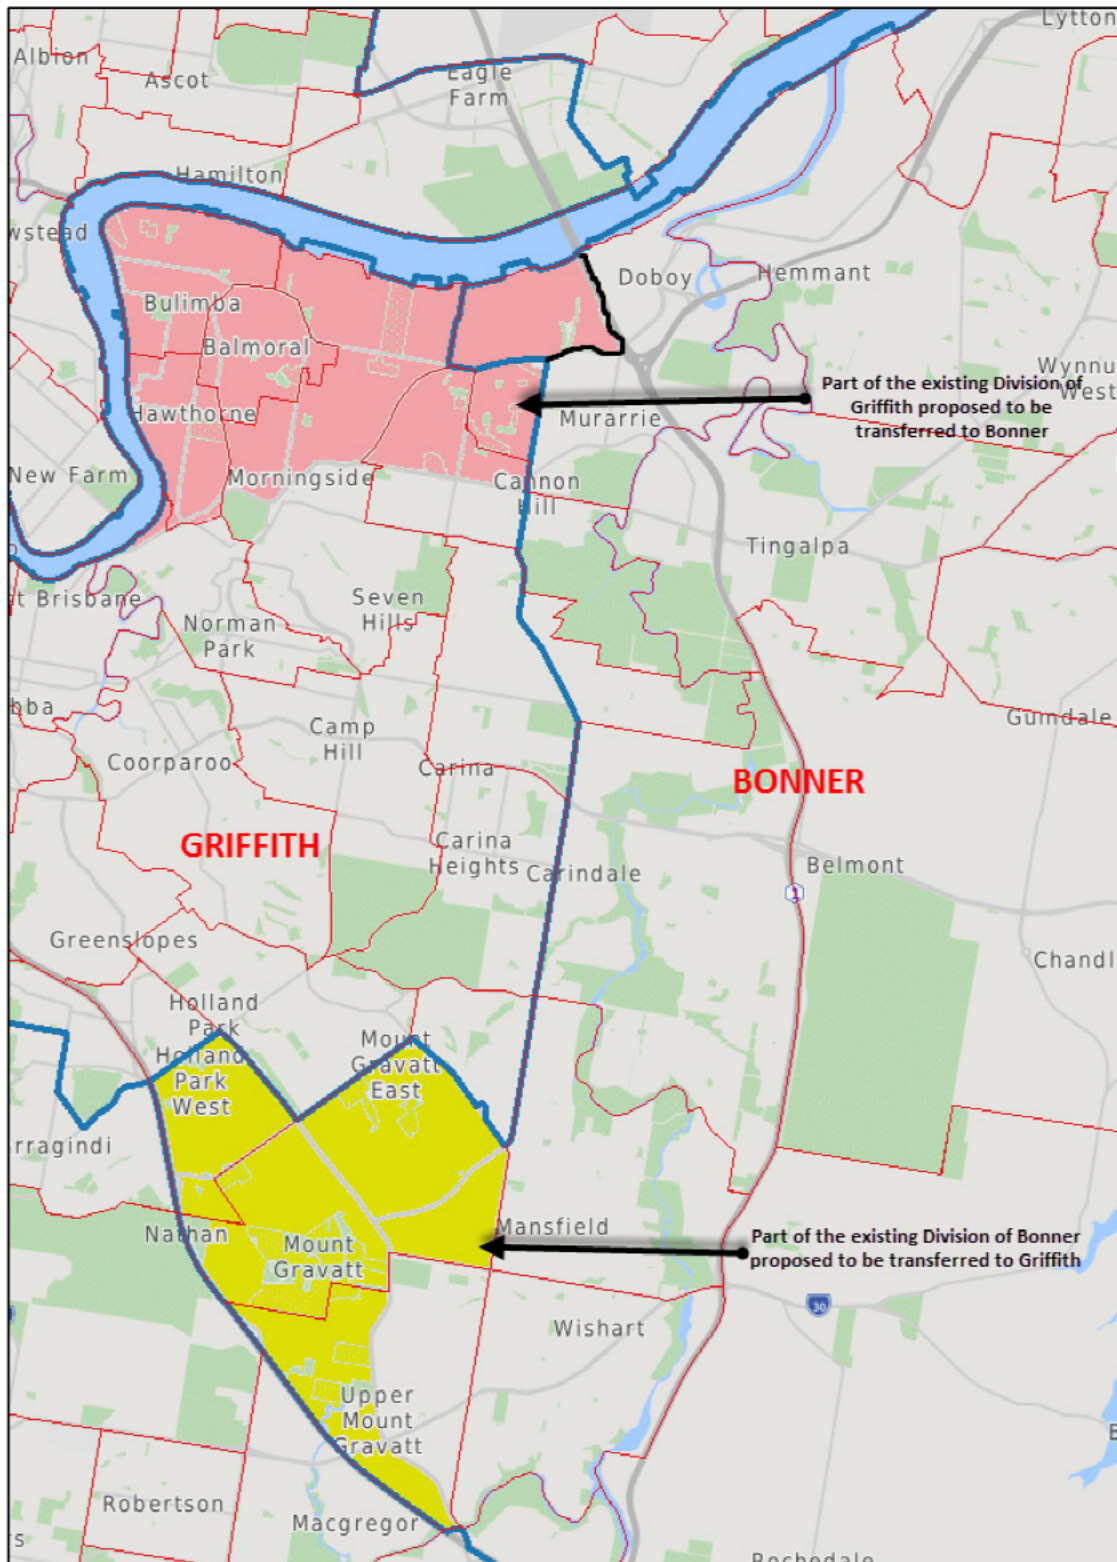 Lytton
Albion
Ascot
Eagle
Farm
Hamilton
wstead
Doboy
Hemmant
Bulimba
Balmoral
Wynnu
West
Part of the existing Division of
Griffith proposed to be
transferred to Bonner
Hawthorne
Murarrie
New Farm
Morningside
Cannon
Hill
Tingalpa
t Brisbane
Seven
Hills
Norman
Park
bba
Camp
Hill
Gumdale
Coorparoo
Carina
BONNER
GRIFFITH
Carina
Heights
Carindale
Belmont
1
Greenslopes
Chandl
Holland
Park
Holland
Park
West
Mount
Gravatt
East
rragindi
Nathan
Mansfield
Part of the existing Division of Bonner
proposed to be transferred to Griffith
Mount
Gravatt
30
Wishart
Upper
Mount
Gravatt
Robertson
Macgregor
s
Rochedale